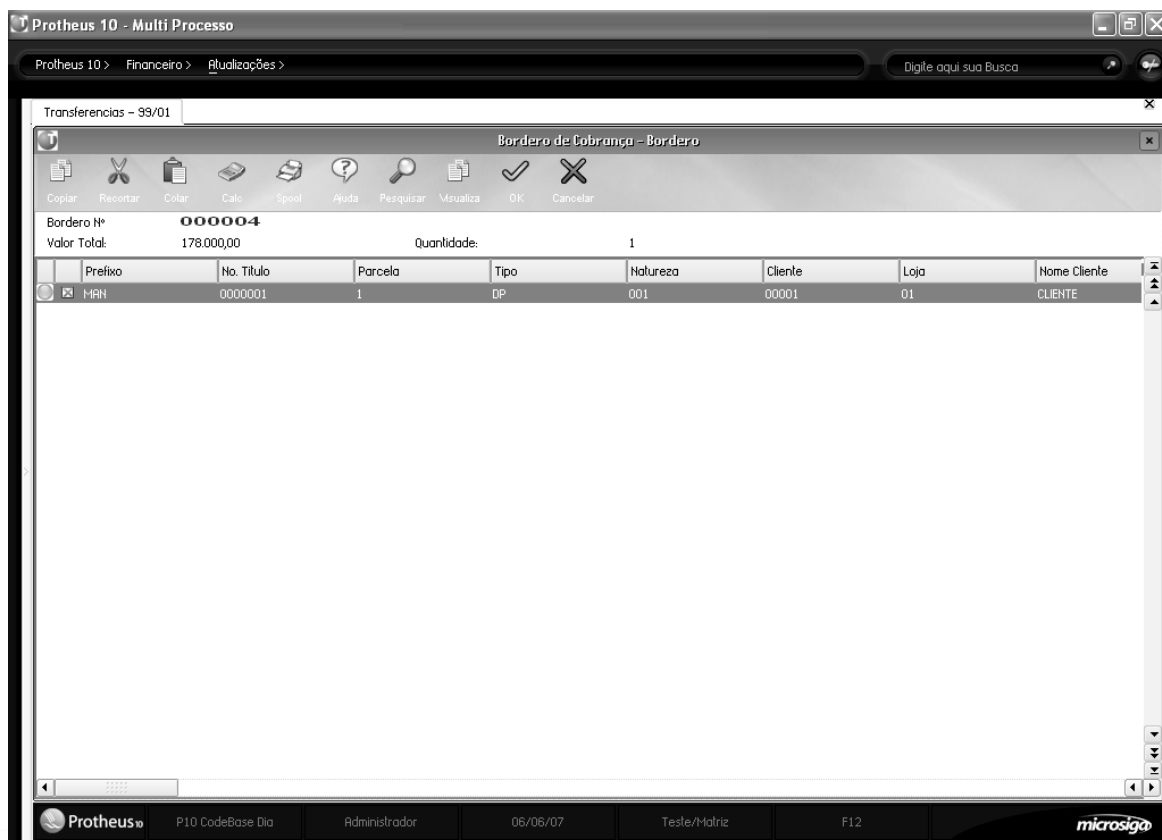 Protheus 10 - Multi Processo
Protheus 10 > Financeiro > Atualizações > Digite aqui sua Busca
Transferencias - 99/01
Bordero de Cobrança - Bordero
Copiar Recortar Colar Calc Spool Ajuda Pesquisar Visualiza OK Cancelar
Bordero Nº 000004
Valor Total: 178.000,00 Quantidade: 1
Prefixo No. Titulo Parcela Tipo Natureza Cliente Loja Nome Cliente
MAN 0000001 1 DP 001 00001 01 CLIENTE
Protheus 10 P10 CodeBase Dia Administrador 06/06/07 Teste/Matriz F12 microsiga